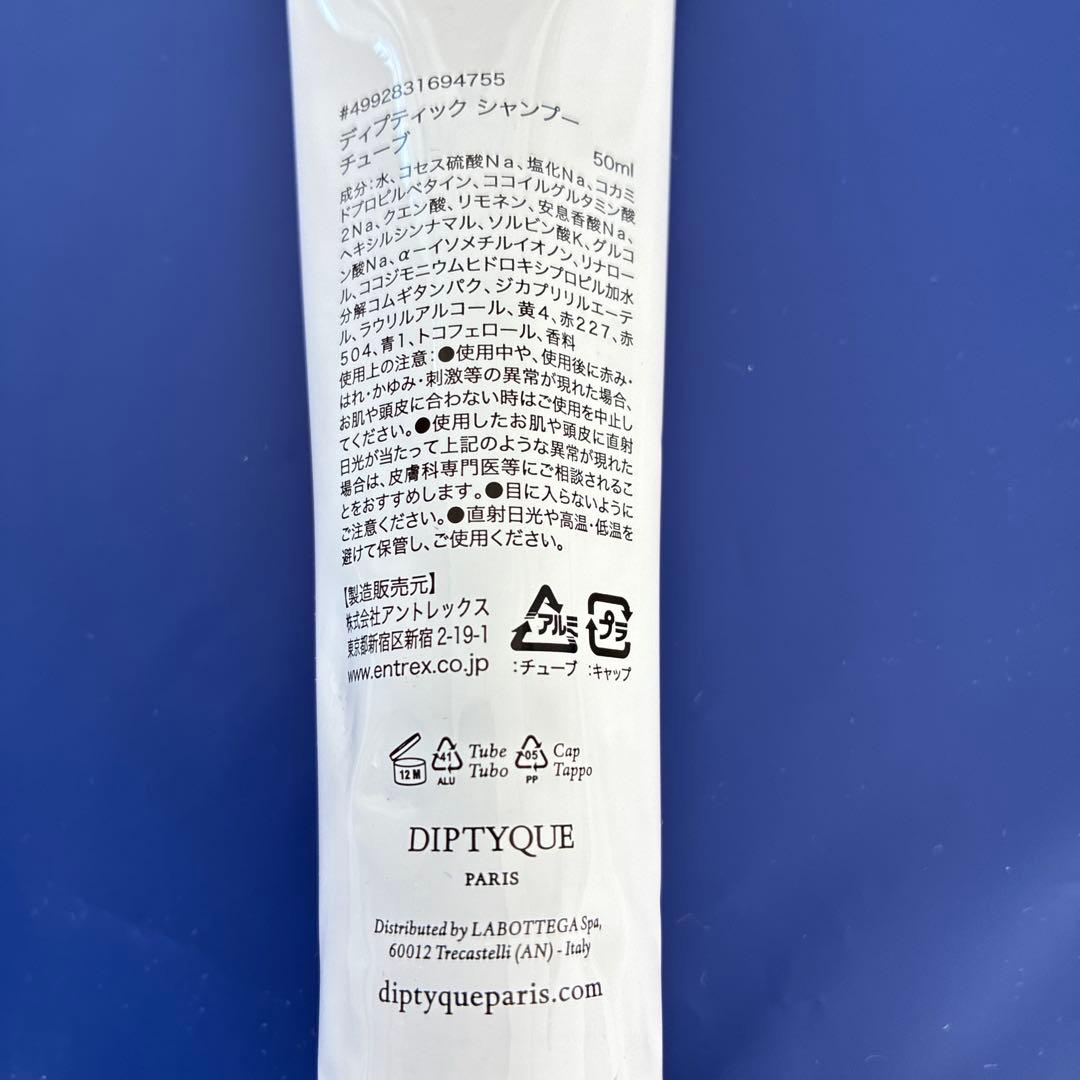 #4992831694755
ディプティック シャンプー
チューブ 50ml
成分:水、コセス硫酸Na、塩化Na、コカミ
ドプロピルベタイン、ココイルグルタミン酸
2Na、クエン酸、リモネン、安息香酸Na、
ヘキシルシンナマル、ソルビン酸K、グルコ
ン酸Na、α-イソメチルイオノン、リナロー
ル、ココジモニウムヒドロキシプロピル加水
分解コムギタンパク、ジカプリリルエーテ
ル、ラウリルアルコール、黄4、赤227、赤
504、青1、トコフェロール、香料
使用上の注意:●使用中や、使用後に赤み・
はれ・かゆみ・刺激等の異常が現れた場合、
お肌や頭皮に合わない時はご使用を中止し
てください。●使用したお肌や頭皮に直射
日光が当たって上記のような異常が現れた
場合は、皮膚科専門医等にご相談されるこ
とをおすすめします。●目に入らないように
ご注意ください。●直射日光や高温・低温を
避けて保管し、ご使用ください。
【製造販売元】
株式会社アントレックス
東京都新宿区新宿 2-19-1
www.entrex.co.jp
アルミ プラ
:チューブ :キャップ
12 M 41 ALU Tube Tubo 05 PP Cap Tappo
DIPTYQUE
PARIS
Distributed by LABOTTEGA Spa,
60012 Trecastelli (AN) - Italy
diptyqueparis.com